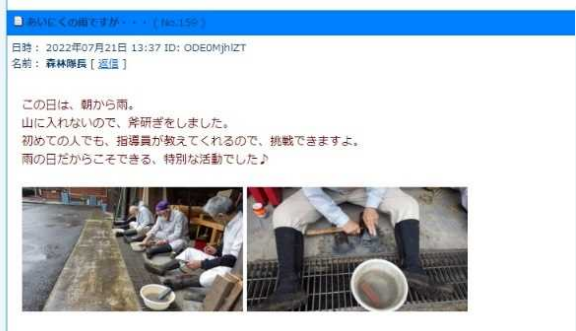 あいにくの雨ですが・・・ ( No.159 )
日時： 2022年07月21日 13:37 ID: ODE0MjhlZT
名前： 森林隊長 [ 返信 ]
この日は、朝から雨。
山に入れないので、斧研ぎをしました。
初めての人でも、指導員が教えてくれるので、挑戦できますよ。
雨の日だからこそできる、特別な活動でした♪